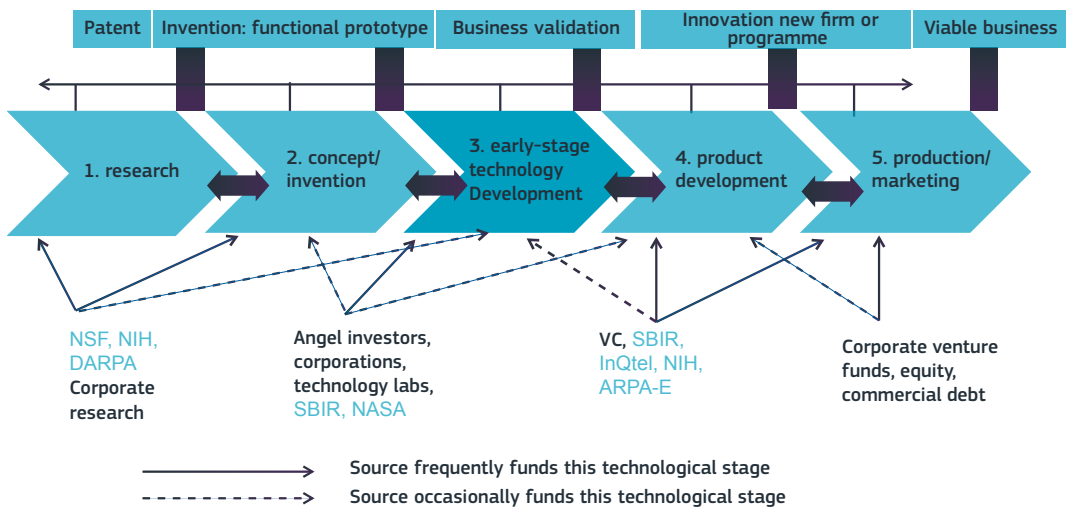 Patent
Invention: functional prototype
Business validation
Innovation new firm or
programme
Viable business
1. research
2. concept/
invention
3. early-stage
technology
Development
4. product
development
5. production/
marketing
NSF, NIH,
DARPA
Corporate
research
Angel investors,
corporations,
technology labs,
SBIR, NASA
VC, SBIR,
InQtel, NIH,
ARPA-E
Corporate venture
funds, equity,
commercial debt
Source frequently funds this technological stage
Source occasionally funds this technological stage